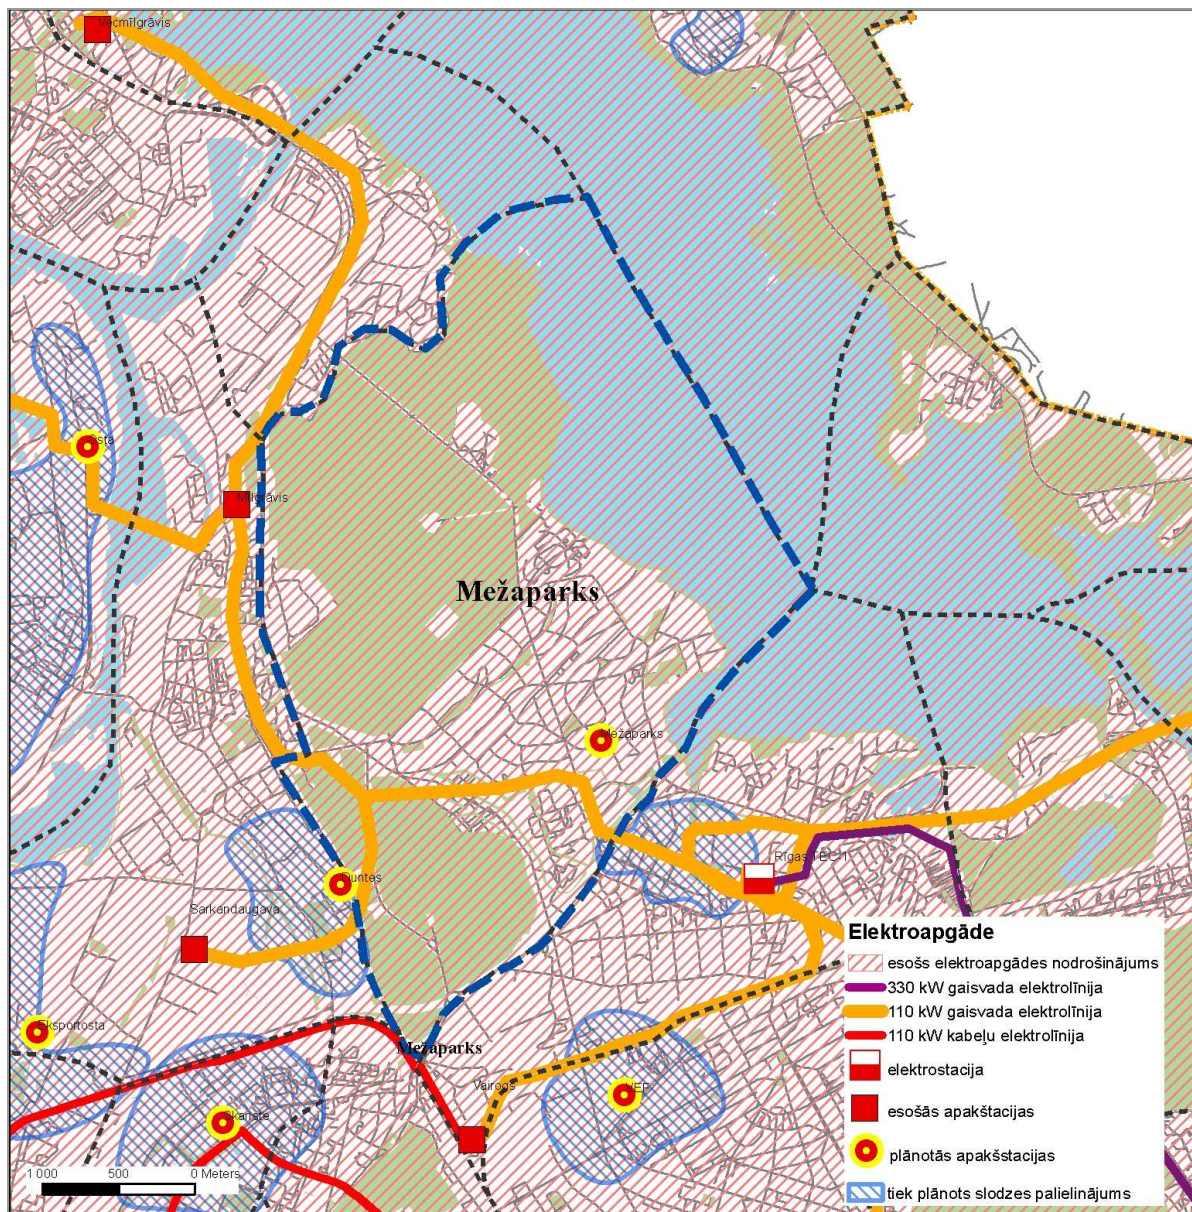 Vecmīlgrāvis
Osta
Mīlgrāvis
Mežaparks
Mežaparks
Rīgas TEC-1
Duntes
Sarkandaugava
Eksportosta
Mežaparks
Vairogs
VEF
Skanste
1 000 500 0 Meters
Elektroapgāde
esošs elektroapgādes nodrošinājums
330 kW gaisvada elektrolīnija
110 kW gaisvada elektrolīnija
110 kW kabeļu elektrolīnija
elektrostacija
esošās apakštacijas
plānotās apakšstacijas
tiek plānots slodzes palielinājums